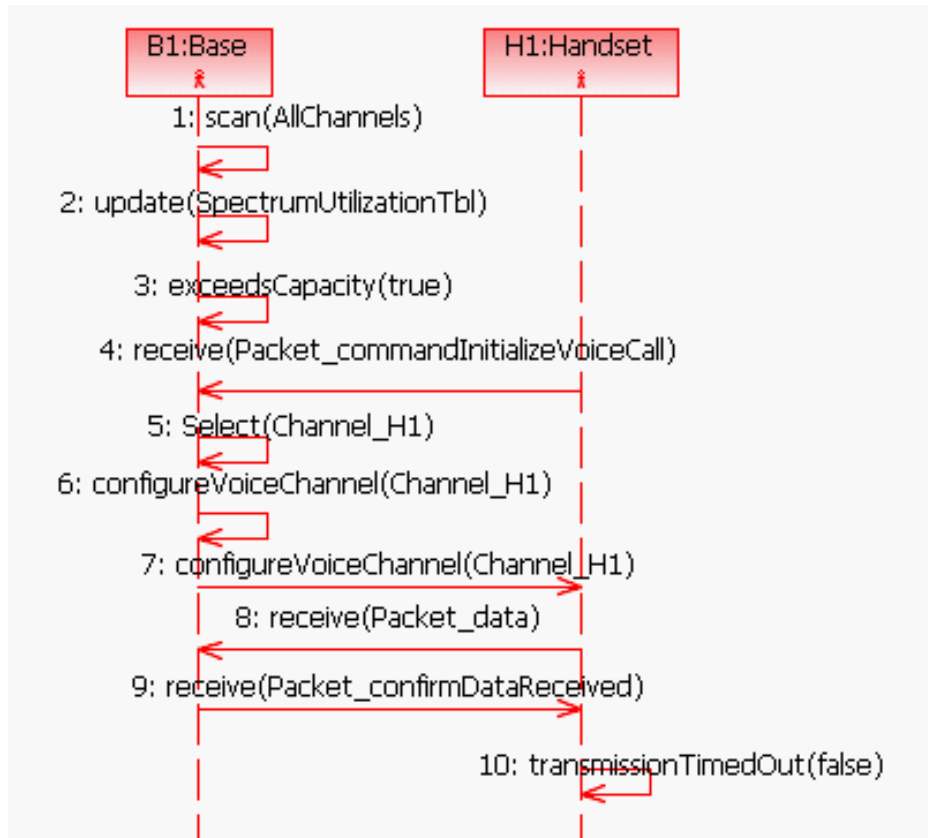 B1:Base
H1:Handset
1: scan(AllChannels)
2: update(SpectrumUtilizationTbl)
3: exceedsCapacity(true)
4: receive(Packet_commandInitializeVoiceCall)
5: Select(Channel_H1)
6: configureVoiceChannel(Channel_H1)
7: configureVoiceChannel(Channel_H1)
8: receive(Packet_data)
9: receive(Packet_confirmDataReceived)
10: transmissionTimedOut(false)